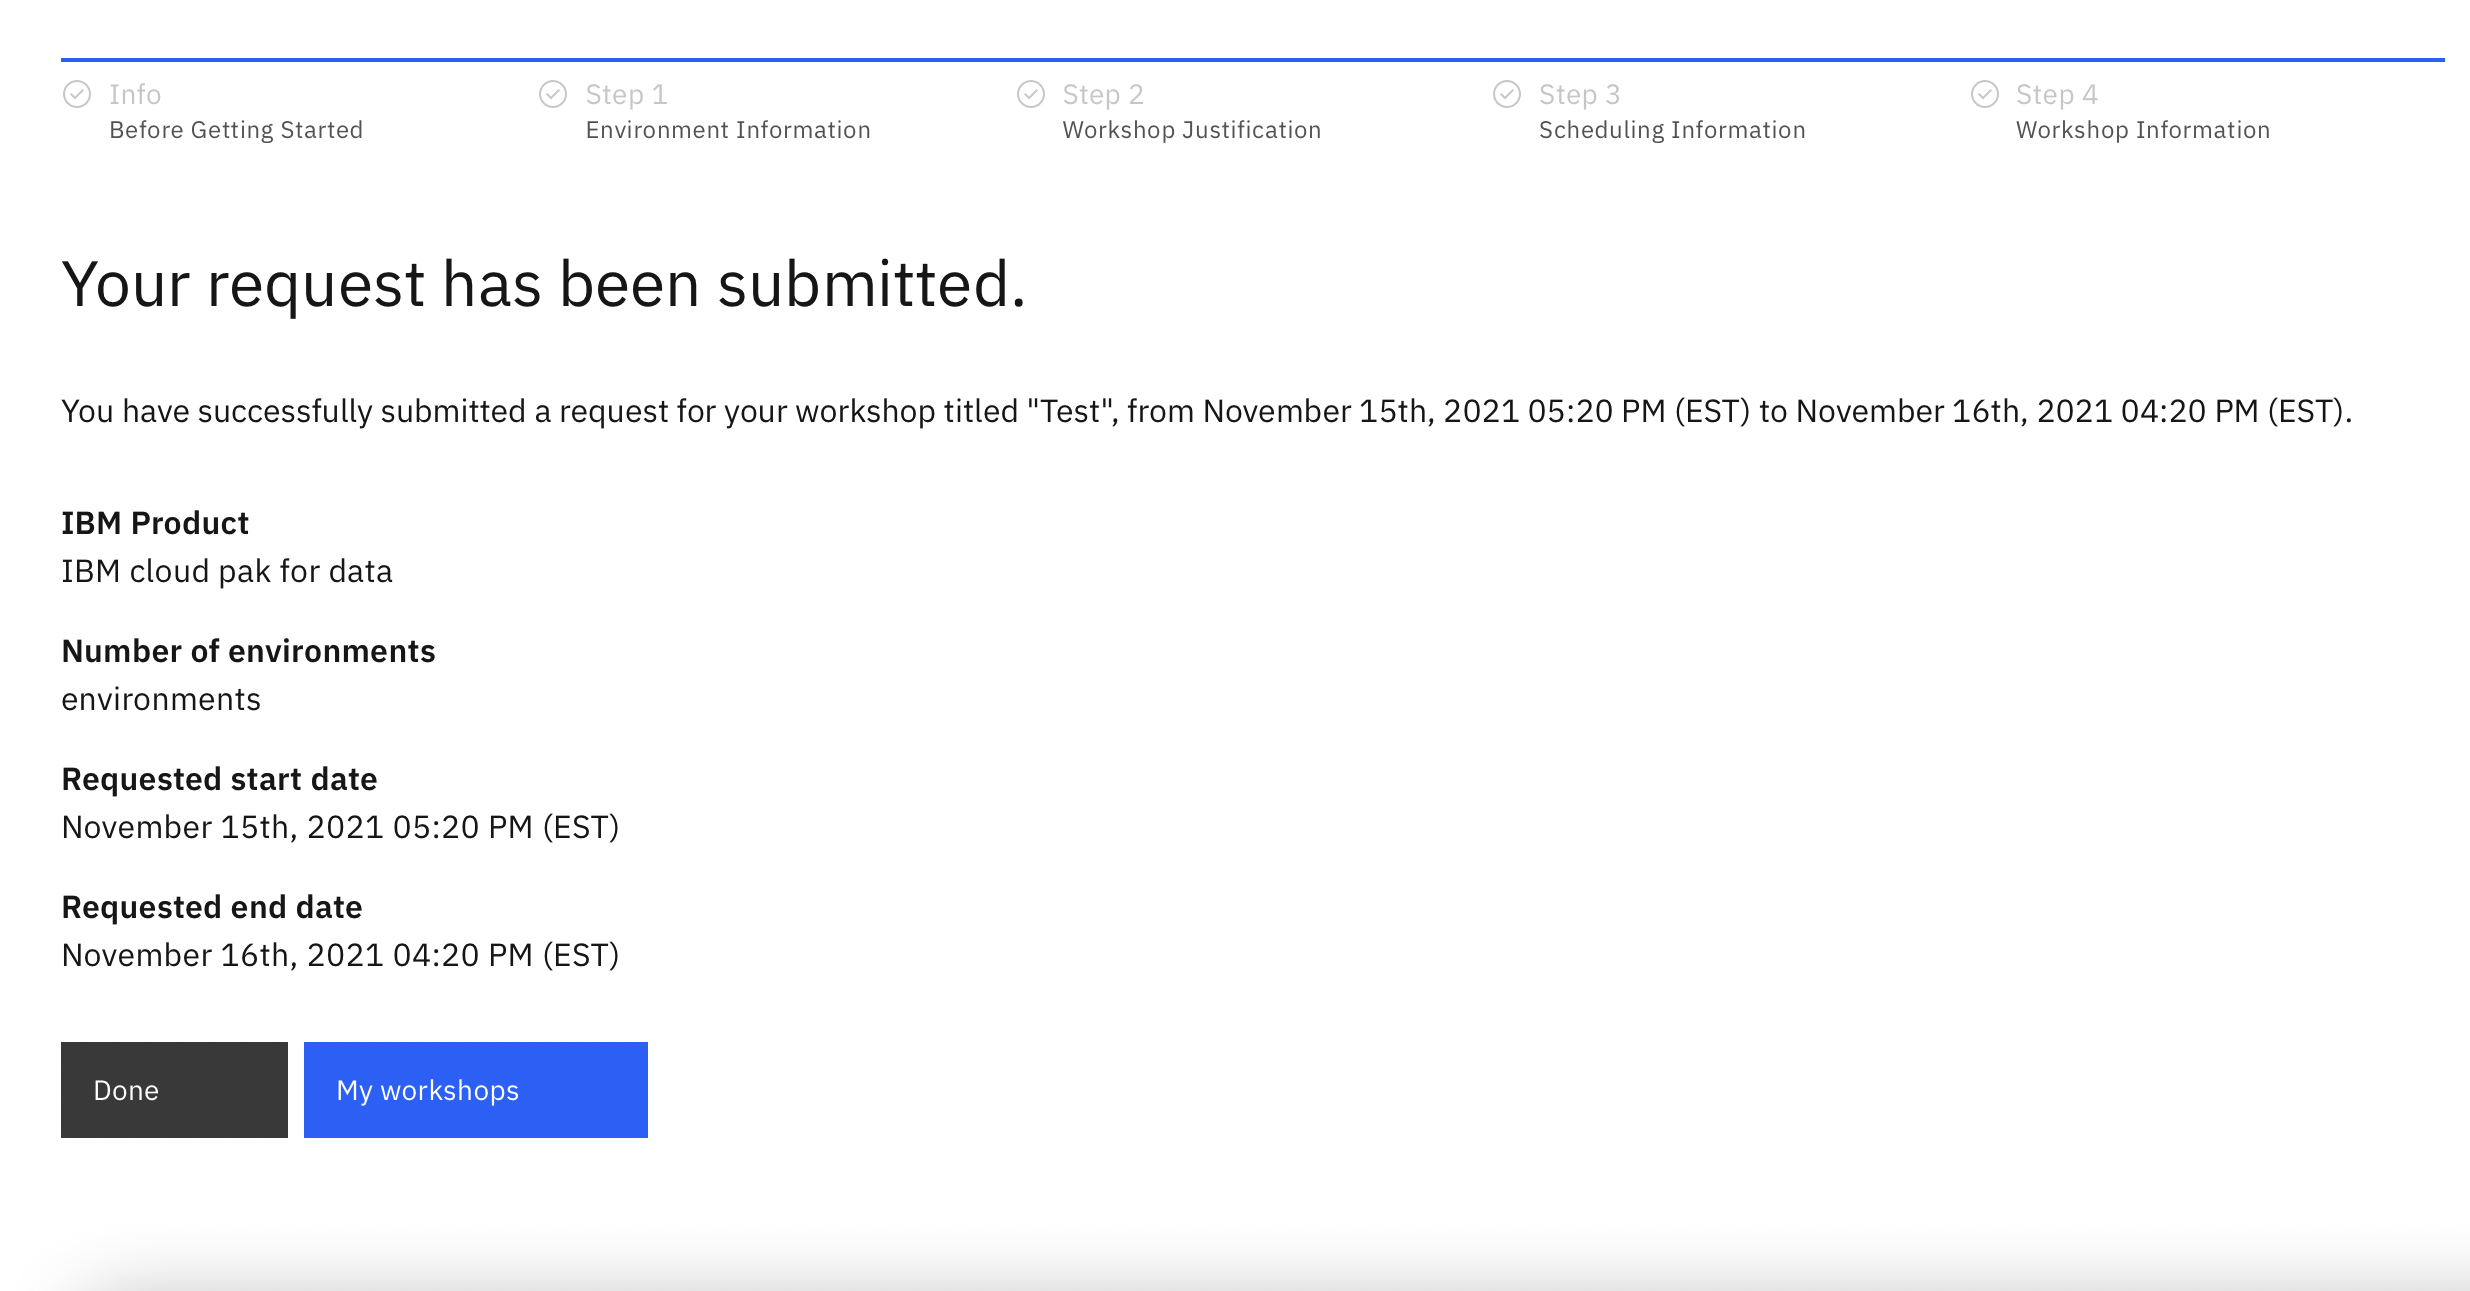 Info
Before Getting Started
Step 1
Environment Information
Step 2
Workshop Justification
Step 3
Scheduling Information
Step 4
Workshop Information
Your request has been submitted.
You have successfully submitted a request for your workshop titled "Test", from November 15th, 2021 05:20 PM (EST) to November 16th, 2021 04:20 PM (EST).
IBM Product
IBM cloud pak for data
Number of environments
environments
Requested start date
November 15th, 2021 05:20 PM (EST)
Requested end date
November 16th, 2021 04:20 PM (EST)
Done
My workshops